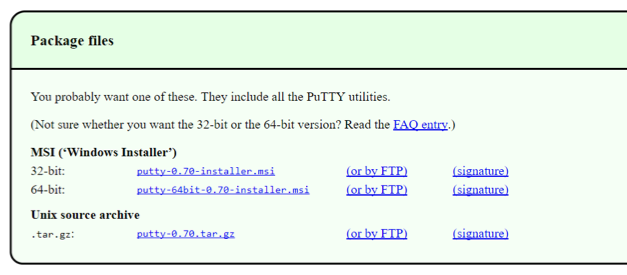 Package files
You probably want one of these. They include all the PuTTY utilities.
(Not sure whether you want the 32-bit or the 64-bit version? Read the FAQ entry.)
MSI (‘Windows Installer’)
32-bit: putty-0.70-installer.msi (or by FTP) (signature)
64-bit: putty-64bit-0.70-installer.msi (or by FTP) (signature)
Unix source archive
.tar.gz: putty-0.70.tar.gz (or by FTP) (signature)